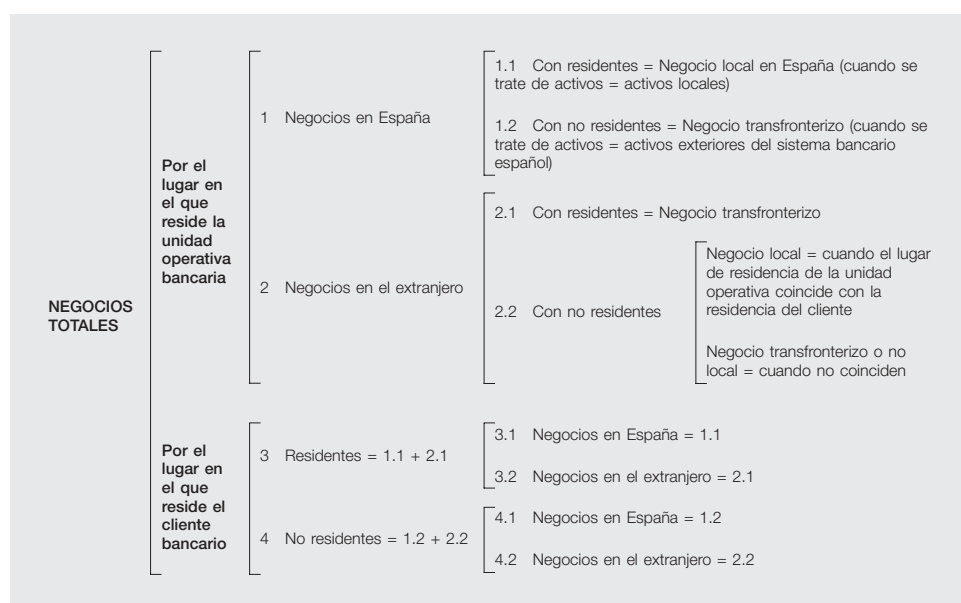 NEGOCIOS
TOTALES
Por el
lugar en
el que
reside la
unidad
operativa
bancaria
1 Negocios en España
1.1 Con residentes = Negocio local en España (cuando se
trate de activos = activos locales)
1.2 Con no residentes = Negocio transfronterizo (cuando se
trate de activos = activos exteriores del sistema bancario
español)
2 Negocios en el extranjero
2.1 Con residentes = Negocio transfronterizo
2.2 Con no residentes
Negocio local = cuando el lugar
de residencia de la unidad
operativa coincide con la
residencia del cliente
Negocio transfronterizo o no
local = cuando no coinciden
Por el
lugar en
el que
reside el
cliente
bancario
3 Residentes = 1.1 + 2.1
3.1 Negocios en España = 1.1
3.2 Negocios en el extranjero = 2.1
4 No residentes = 1.2 + 2.2
4.1 Negocios en España = 1.2
4.2 Negocios en el extranjero = 2.2